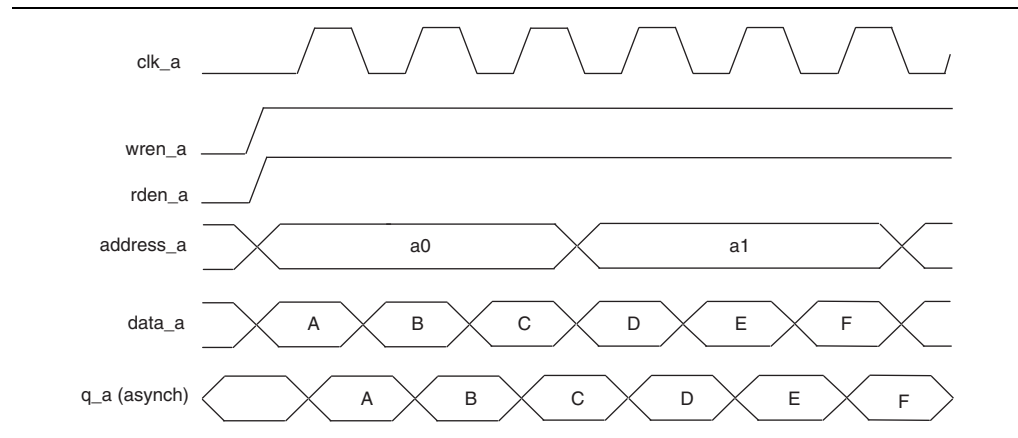 clk_a
wren_a
rden_a
address_a a0 a1
data_a A B C D E F
q_a (asynch) A B C D E F